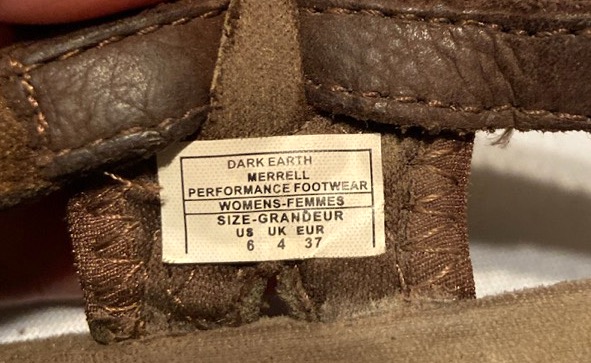 DARK EARTH
MERRELL
PERFORMANCE FOOTWEAR
WOMENS-FEMMES
SIZE-GRANDEUR
US UK EUR
6 4 37